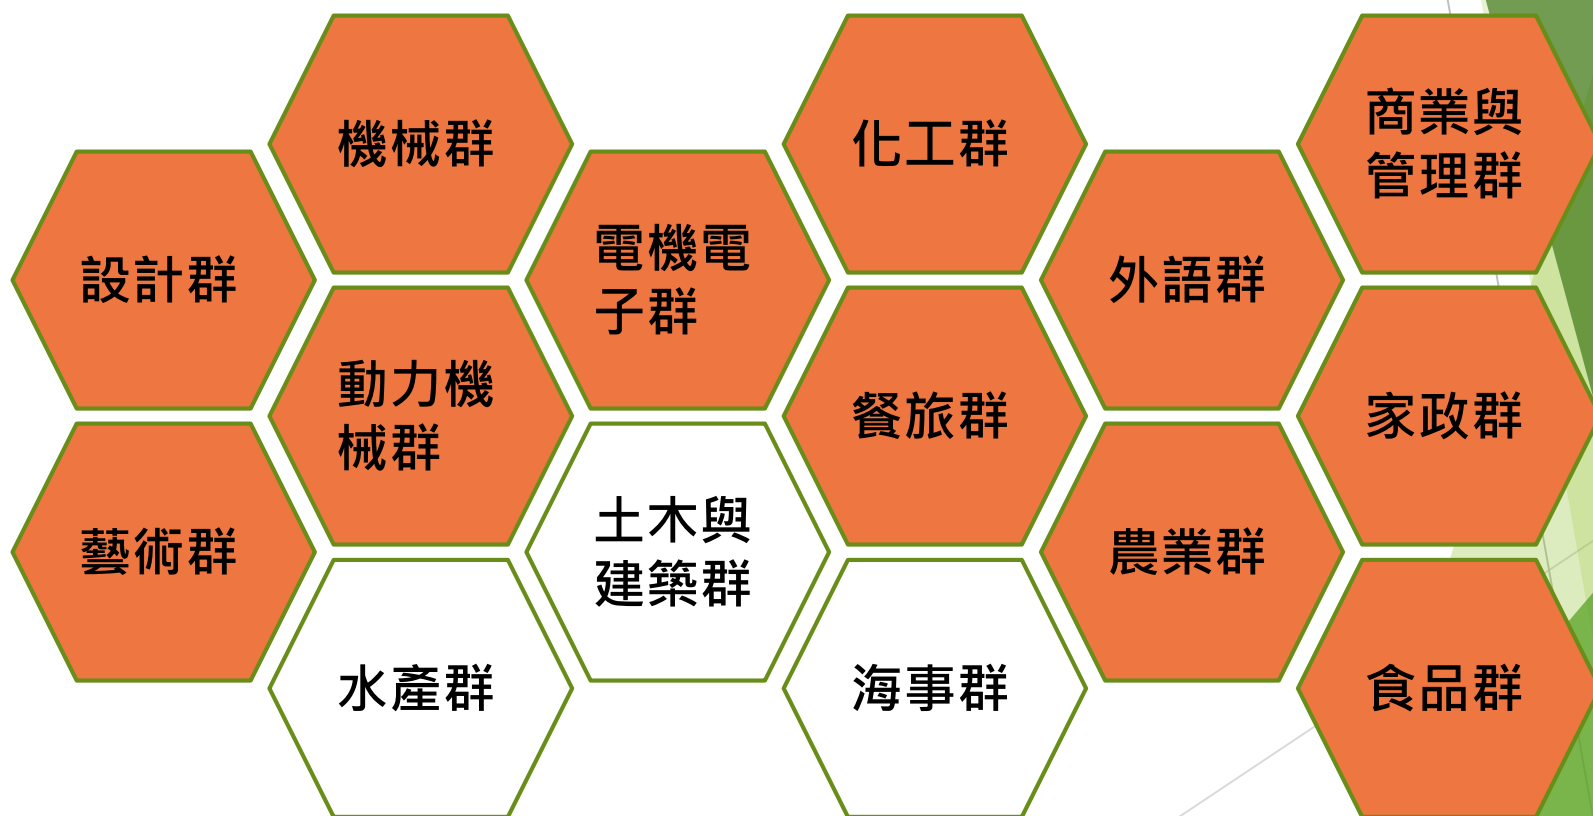 機械群
化工群
商業與
管理群
設計群
電機電
子群
外語群
動力機
械群
餐旅群
家政群
藝術群
土木與
建築群
農業群
水產群
海事群
食品群